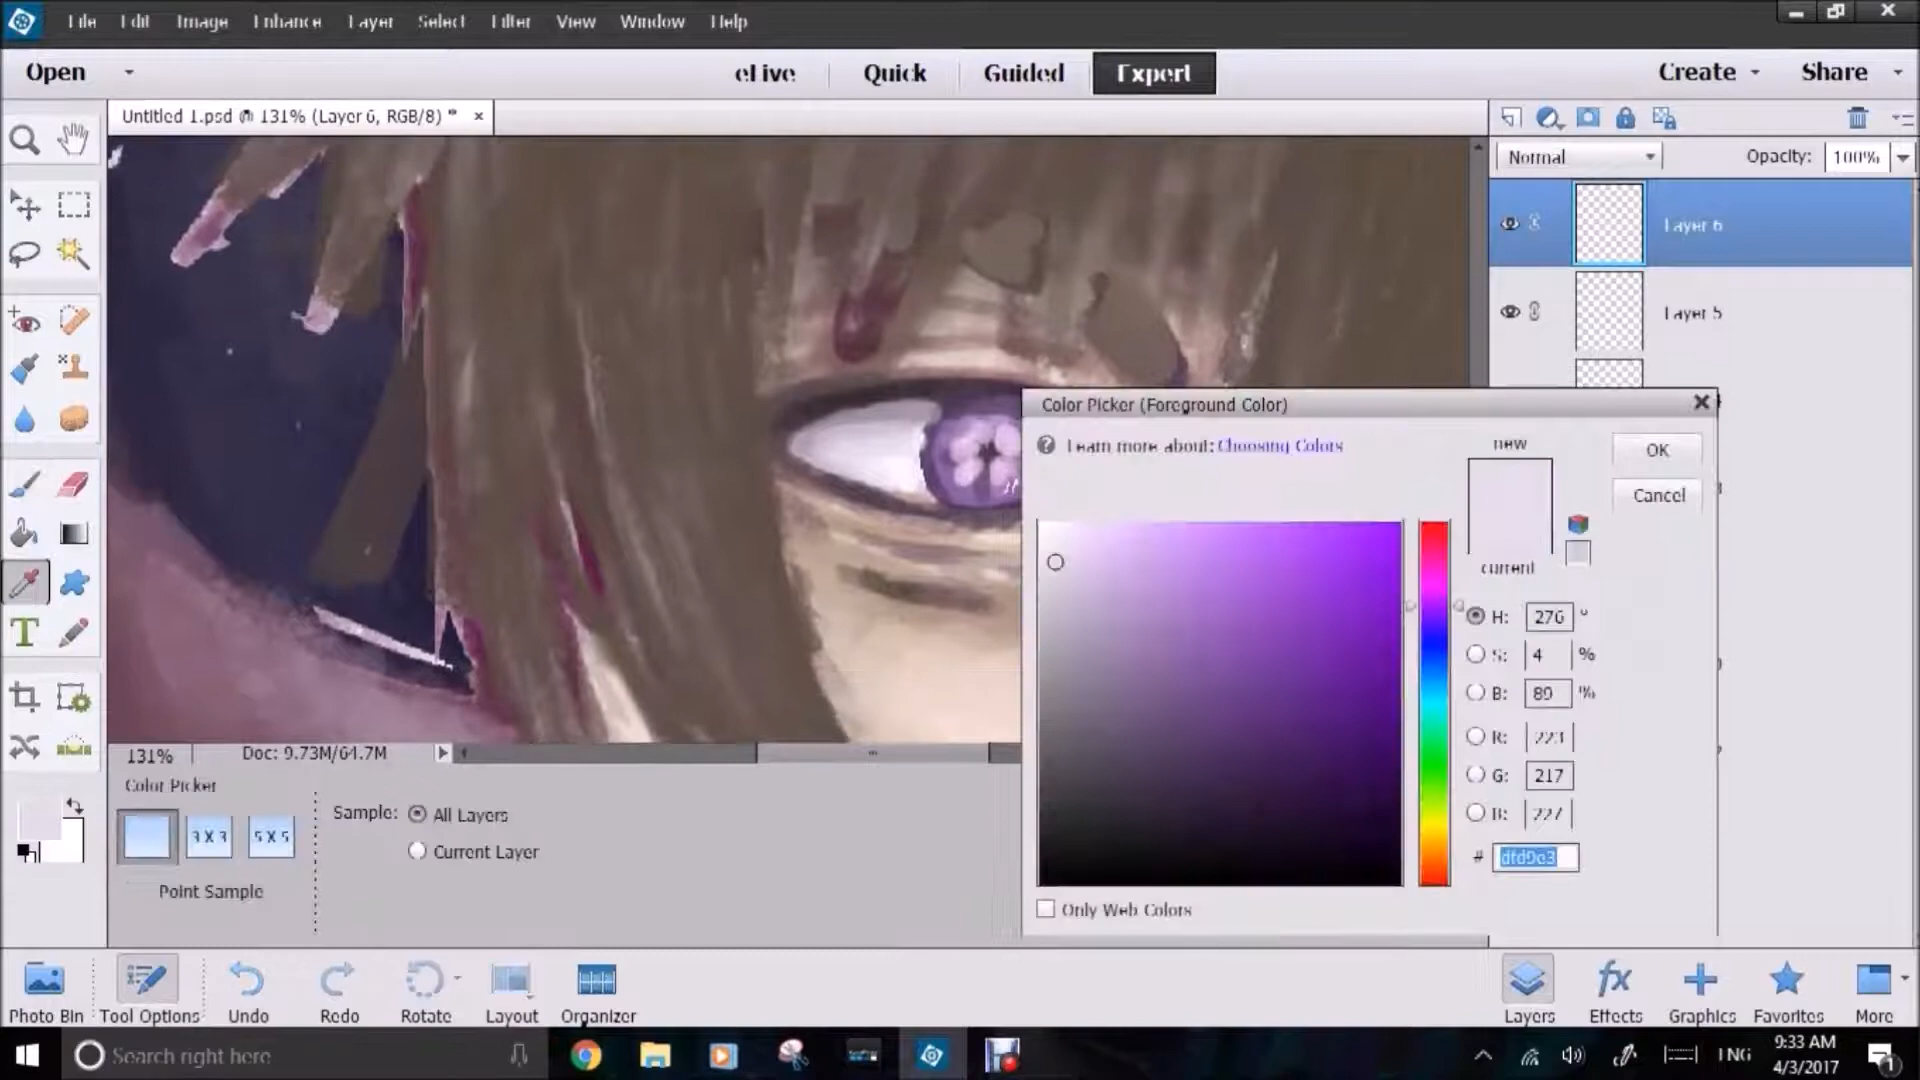 File Edit Image Enhance Layer Select Filter View Window Help
Open eLive Quick Guided Expert Create Share
Untitled 1.psd @ 131% (Layer 6, RGB/8) * ×
Normal Opacity: 100%
Layer 6
Layer 5
Color Picker (Foreground Color)
Learn more about: Choosing Colors
new
OK
Cancel
current
H: 276 °
S: 4 %
B: 89 %
R: 223
G: 217
B: 227
# dfd9e3
Only Web Colors
131% Doc: 9.73M/64.7M
Color Picker
Sample: All Layers
3 X 3 5 X 5
Current Layer
Point Sample
Photo Bin Tool Options Undo Redo Rotate Layout Organizer Layers Effects Graphics Favorites More
Search right here
ENG
9:33 AM
4/3/2017
1